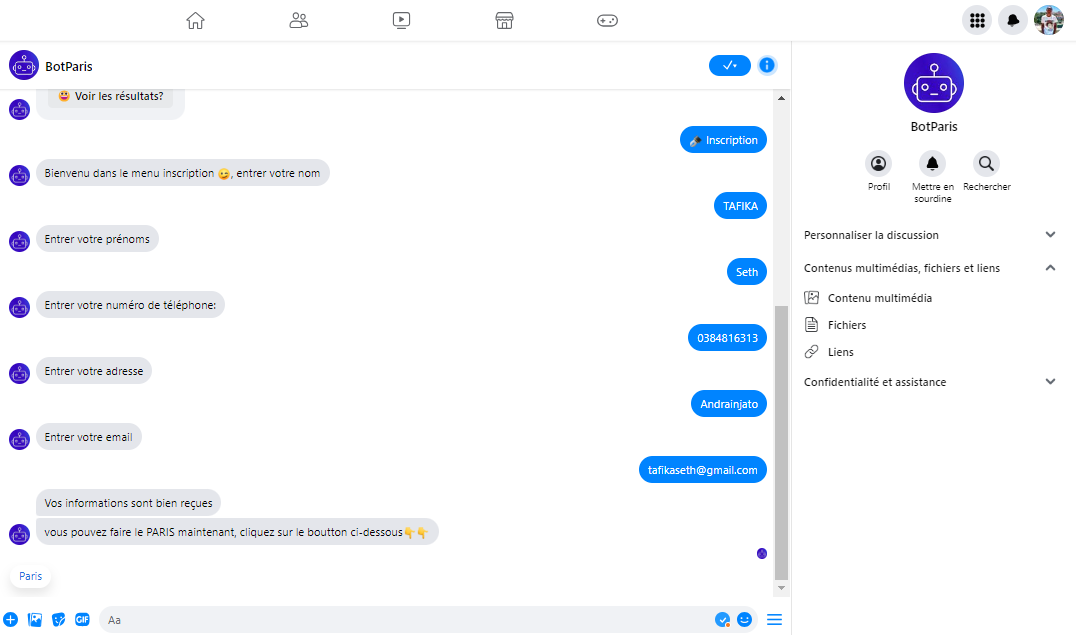 BotParis
😃 Voir les résultats?
Inscription
Bienvenu dans le menu inscription 😉, entrer votre nom
TAFIKA
Entrer votre prénoms
Seth
Entrer votre numéro de téléphone:
0384816313
Entrer votre adresse
Andrainjato
Entrer votre email
tafikaseth@gmail.com
Vos informations sont bien reçues
vous pouvez faire le PARIS maintenant, cliquez sur le boutton ci-dessous👇👇
Paris
GIF
Aa
BotParis
Profil
Mettre en
sourdine
Rechercher
Personnaliser la discussion
Contenus multimédias, fichiers et liens
Contenu multimédia
Fichiers
Liens
Confidentialité et assistance